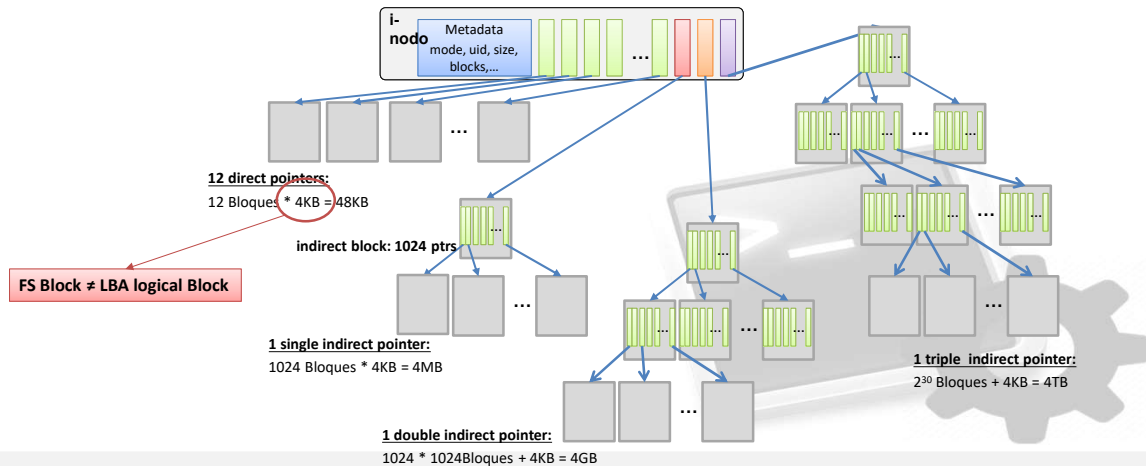 i-
nodo
Metadata
mode, uid, size,
blocks,...
...
...
...
...
12 direct pointers:
12 Bloques * 4KB = 48KB
...
...
...
...
indirect block: 1024 ptrs
...
...
...
...
FS Block ≠ LBA logical Block
...
...
...
...
...
...
...
1 single indirect pointer:
1024 Bloques * 4KB = 4MB
1 triple indirect pointer:
2³⁰ Bloques + 4KB = 4TB
...
1 double indirect pointer:
1024 * 1024Bloques + 4KB = 4GB